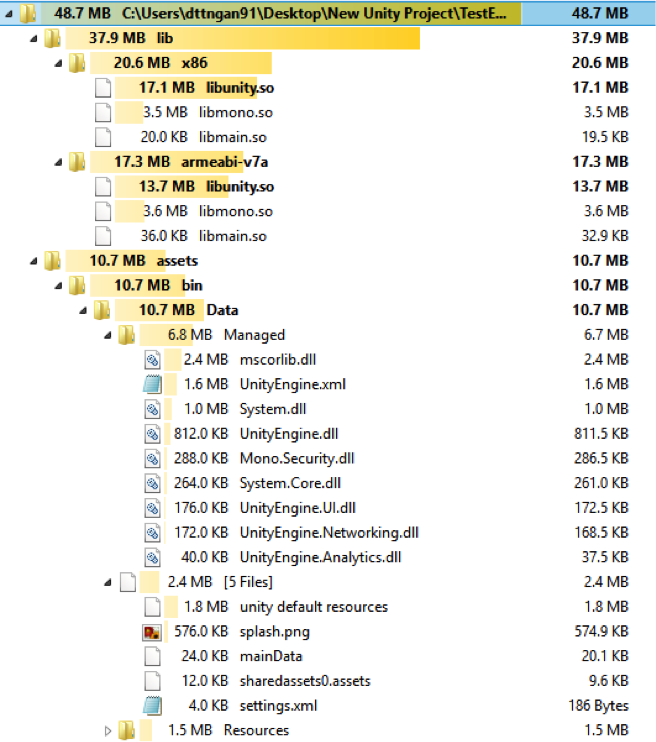 48.7 MB C:\Users\dttngan91\Desktop\New Unity Project\TestE... 48.7 MB
37.9 MB lib 37.9 MB
20.6 MB x86 20.6 MB
17.1 MB libunity.so 17.1 MB
3.5 MB libmono.so 3.5 MB
20.0 KB libmain.so 19.5 KB
17.3 MB armeabi-v7a 17.3 MB
13.7 MB libunity.so 13.7 MB
3.6 MB libmono.so 3.6 MB
36.0 KB libmain.so 32.9 KB
10.7 MB assets 10.7 MB
10.7 MB bin 10.7 MB
10.7 MB Data 10.7 MB
6.8 MB Managed 6.7 MB
2.4 MB mscorlib.dll 2.4 MB
1.6 MB UnityEngine.xml 1.6 MB
1.0 MB System.dll 1.0 MB
812.0 KB UnityEngine.dll 811.5 KB
288.0 KB Mono.Security.dll 286.5 KB
264.0 KB System.Core.dll 261.0 KB
176.0 KB UnityEngine.UI.dll 172.5 KB
172.0 KB UnityEngine.Networking.dll 168.5 KB
40.0 KB UnityEngine.Analytics.dll 37.5 KB
2.4 MB [5 Files] 2.4 MB
1.8 MB unity default resources 1.8 MB
576.0 KB splash.png 574.9 KB
24.0 KB mainData 20.1 KB
12.0 KB sharedassets0.assets 9.6 KB
4.0 KB settings.xml 186 Bytes
1.5 MB Resources 1.5 MB